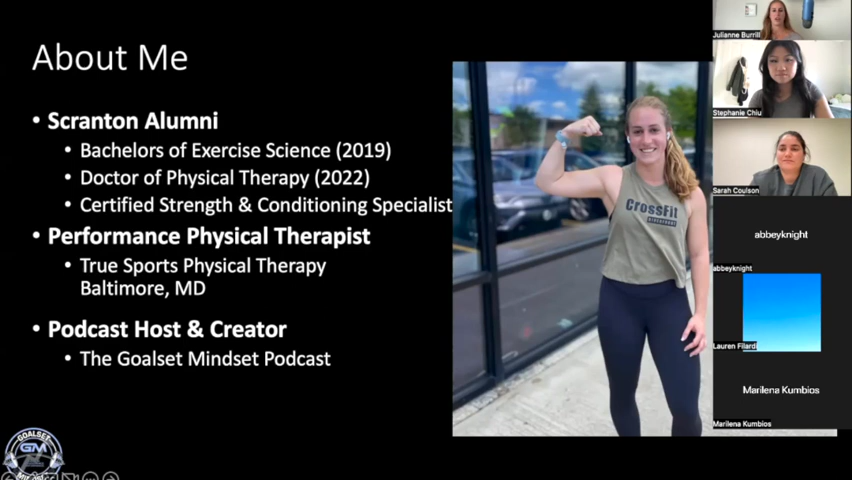 About Me
• Scranton Alumni
• Bachelors of Exercise Science (2019)
• Doctor of Physical Therapy (2022)
• Certified Strength & Conditioning Specialist
• Performance Physical Therapist
• True Sports Physical Therapy
Baltimore, MD
• Podcast Host & Creator
• The Goalset Mindset Podcast
CrossFit
GOALSET
GM
Julianne Burrill
Stephanie Chiu
Sarah Coulson
abbeyknight
abbeyknight
Lauren Filardi
Marilena Kumbios
Marilena Kumbios